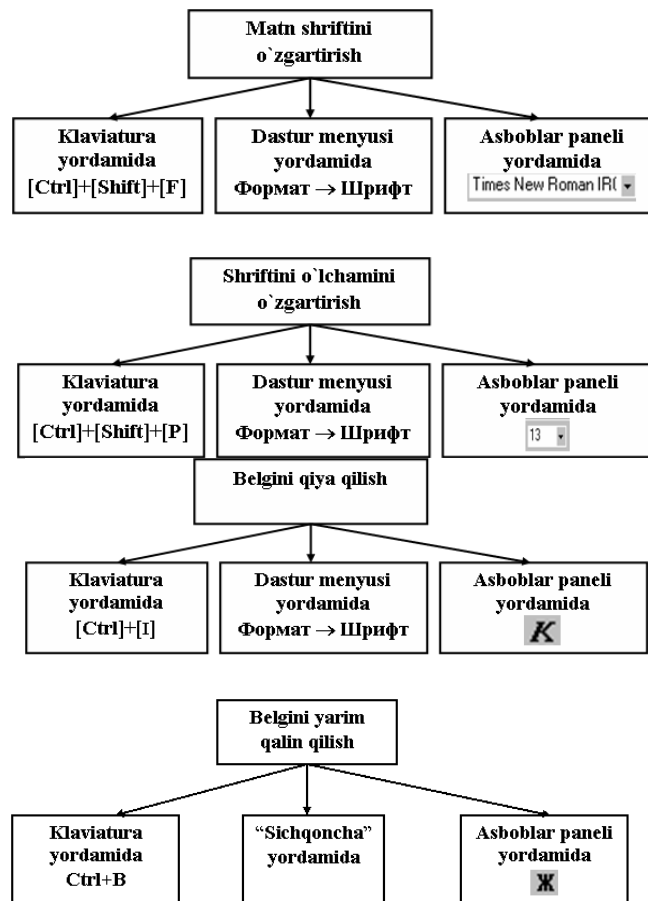 Matn shriftini
o`zgartirish
Klaviatura
yordamida
[Ctrl]+[Shift]+[F]
Dastur menyusi
yordamida
Формат → Шрифт
Asboblar paneli
yordamida
Times New Roman IR(
Shriftini o`lchamini
o`zgartirish
Klaviatura
yordamida
[Ctrl]+[Shift]+[P]
Dastur menyusi
yordamida
Формат → Шрифт
Asboblar paneli
yordamida
13
Belgini qiya qilish
Klaviatura
yordamida
[Ctrl]+[I]
Dastur menyusi
yordamida
Формат → Шрифт
Asboblar paneli
yordamida
К
Belgini yarim
qalin qilish
Klaviatura
yordamida
Ctrl+B
“Sichqoncha”
yordamida
Asboblar paneli
yordamida
Ж